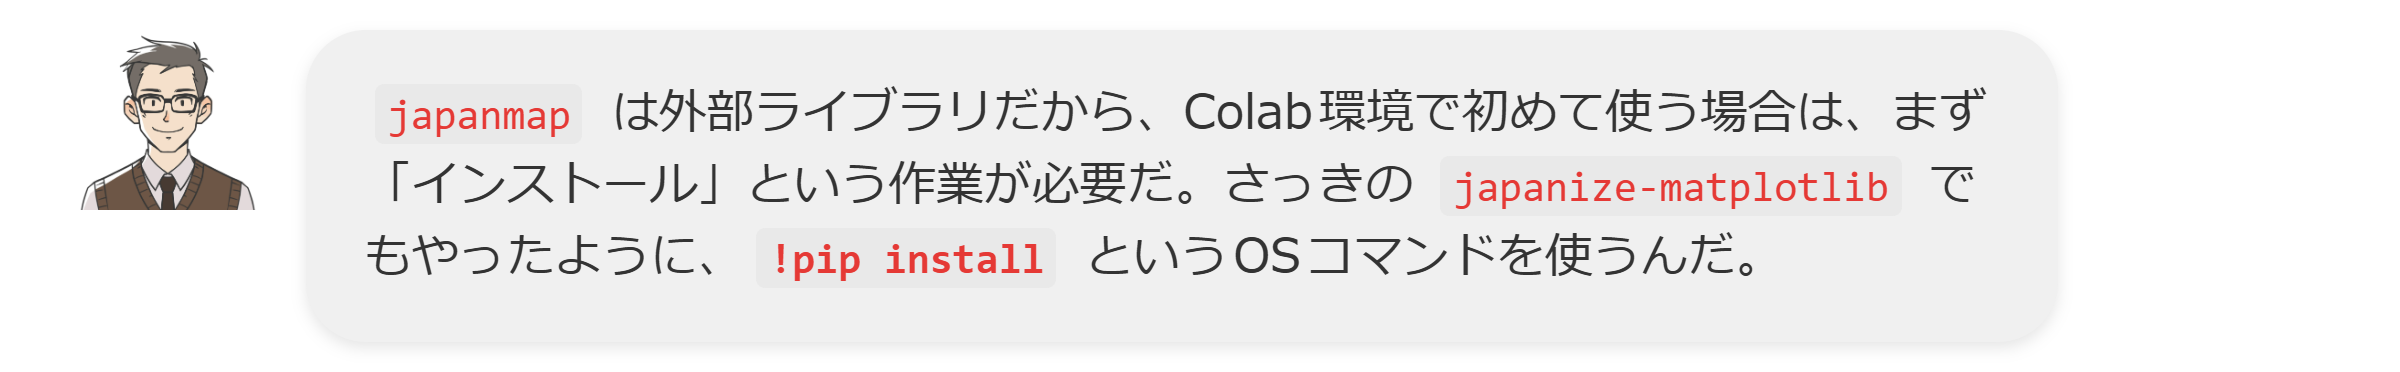 japanmap は外部ライブラリだから、Colab環境で初めて使う場合は、まず
「インストール」という作業が必要だ。さっきの japanize-matplotlib で
もやったように、 !pip install というOSコマンドを使うんだ。